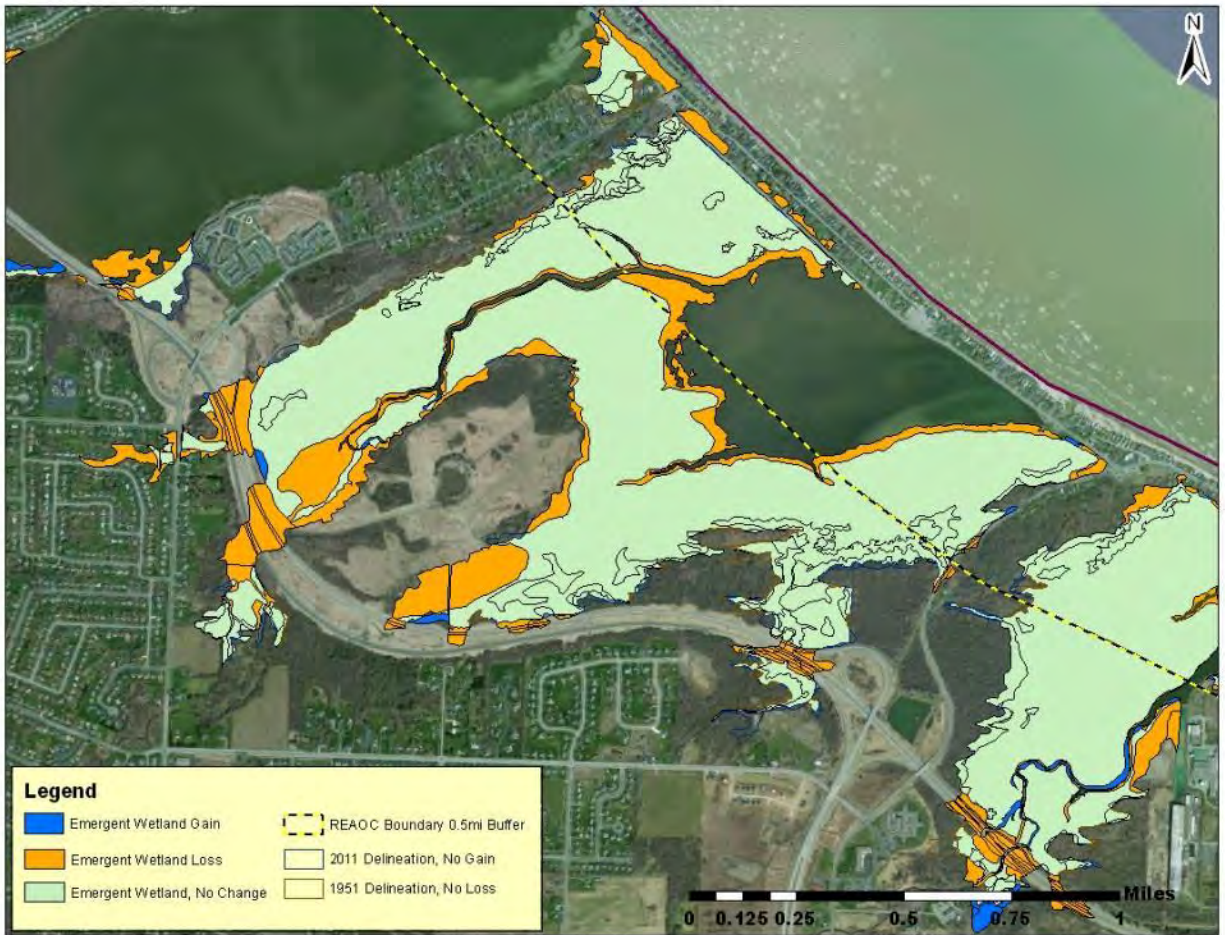 N
Legend
Emergent Wetland Gain
Emergent Wetland Loss
Emergent Wetland, No Change
REAOC Boundary 0.5mi Buffer
2011 Delineation, No Gain
1951 Delineation, No Loss
Miles
0 0.125 0.25 0.5 0.75 1